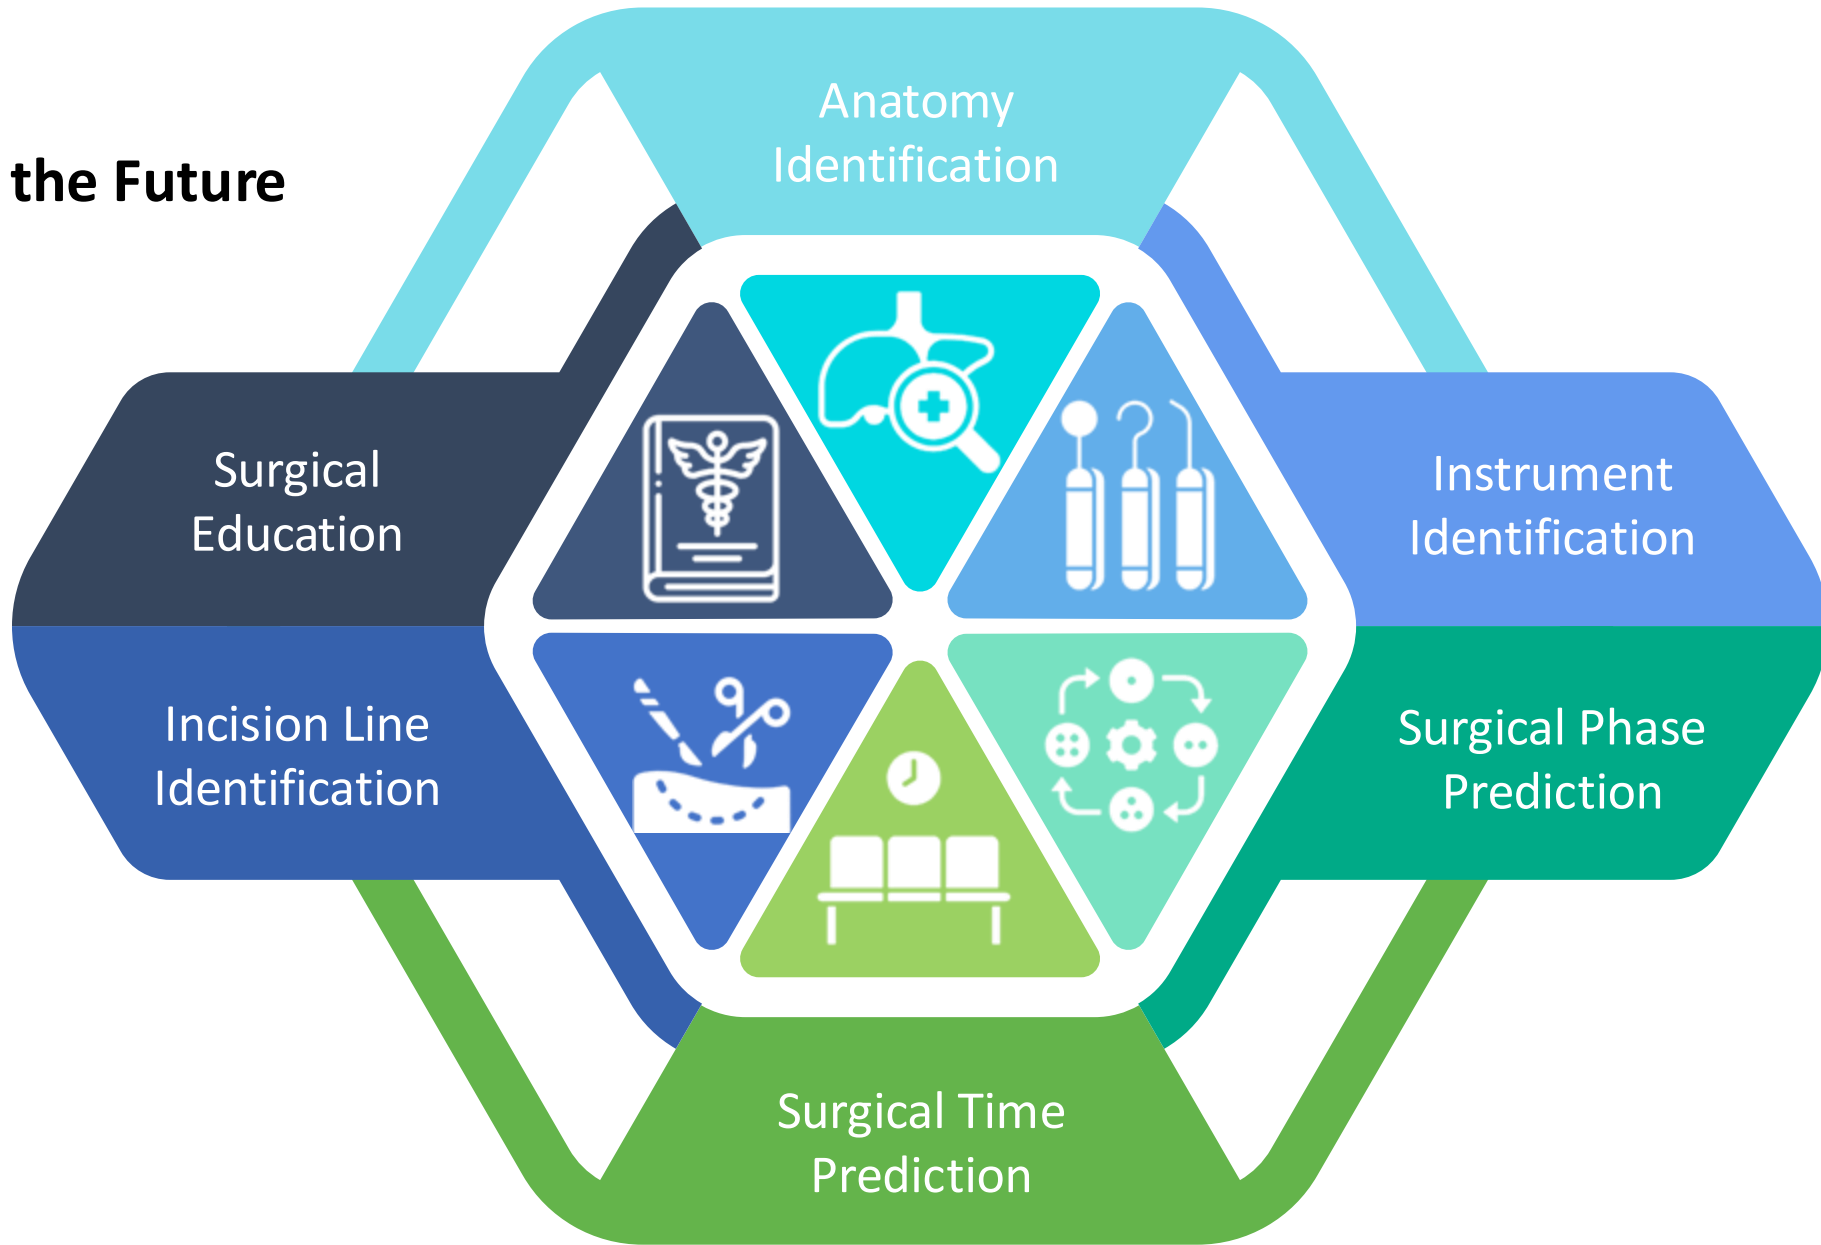 the Future
Anatomy
Identification
Surgical
Education
Instrument
Identification
Incision Line
Identification
Surgical Phase
Prediction
Surgical Time
Prediction